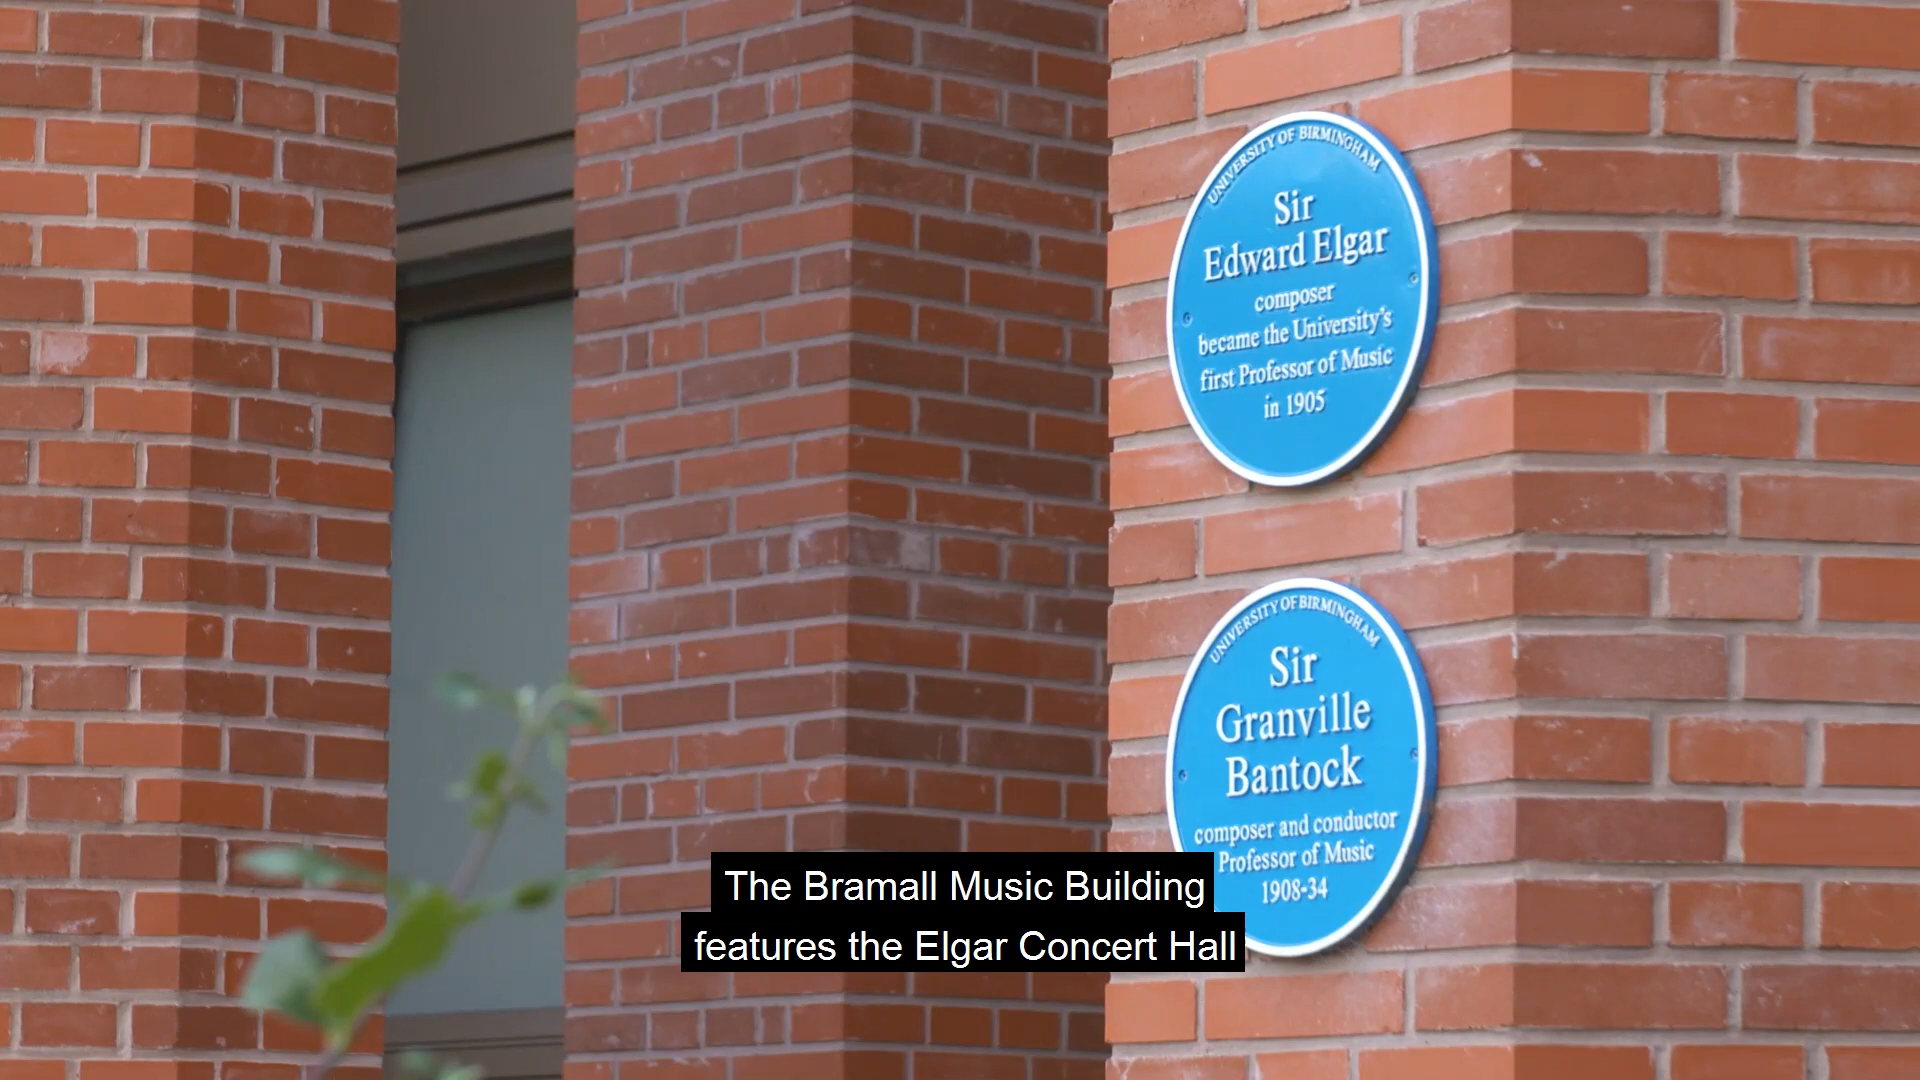 UNIVERSITY OF BIRMINGHAM
Sir
Edward Elgar
composer
became the University's
first Professor of Music
in 1905
UNIVERSITY OF BIRMINGHAM
Sir
Granville
Bantock
composer and conductor
Professor of Music
1908-34
The Bramall Music Building
features the Elgar Concert Hall